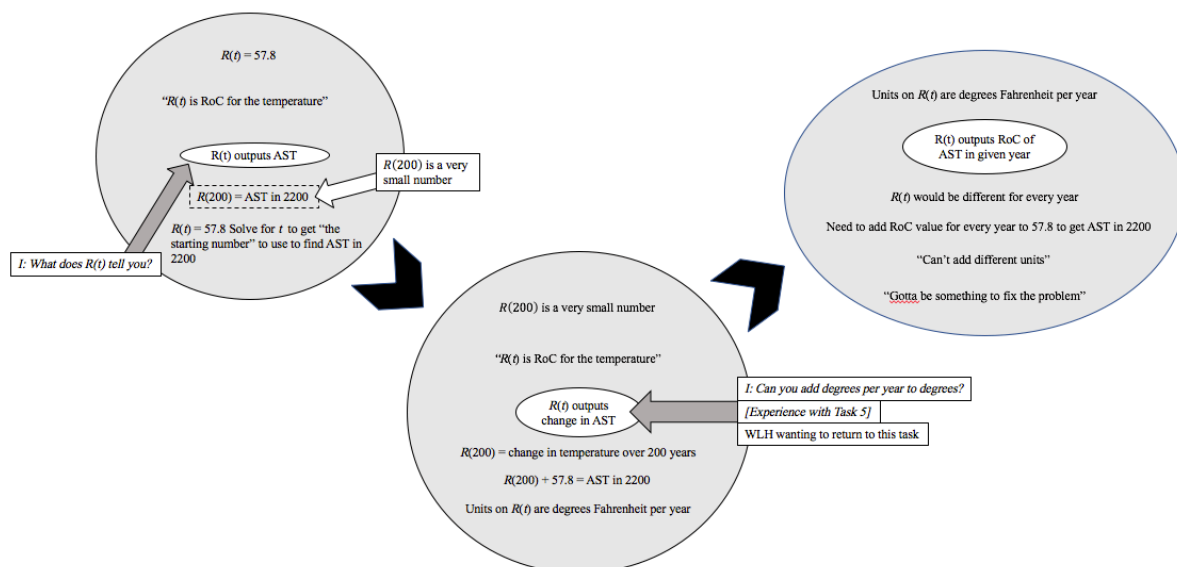 R(t) = 57.8
“R(t) is RoC for the temperature”
R(t) outputs AST
R(200) is a very
small number
R(200) = AST in 2200
R(t) = 57.8 Solve for t to get “the
starting number” to use to find AST in
2200
I: What does R(t) tell you?
R(200) is a very small number
“R(t) is RoC for the temperature”
R(t) outputs
change in AST
I: Can you add degrees per year to degrees?
[Experience with Task 5]
WLH wanting to return to this task
R(200) = change in temperature over 200 years
R(200) + 57.8 = AST in 2200
Units on R(t) are degrees Fahrenheit per year
Units on R(t) are degrees Fahrenheit per year
R(t) outputs RoC of
AST in given year
R(t) would be different for every year
Need to add RoC value for every year to 57.8 to get AST in 2200
“Can’t add different units”
“Gotta be something to fix the problem”